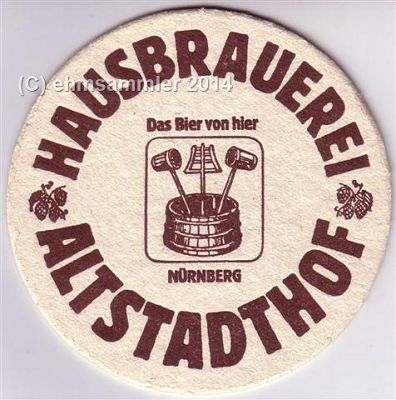 (C) ehmsammler 2014
HAUSBRAUEREI
Das Bier von hier
NÜRNBERG
ALTSTADTHOF